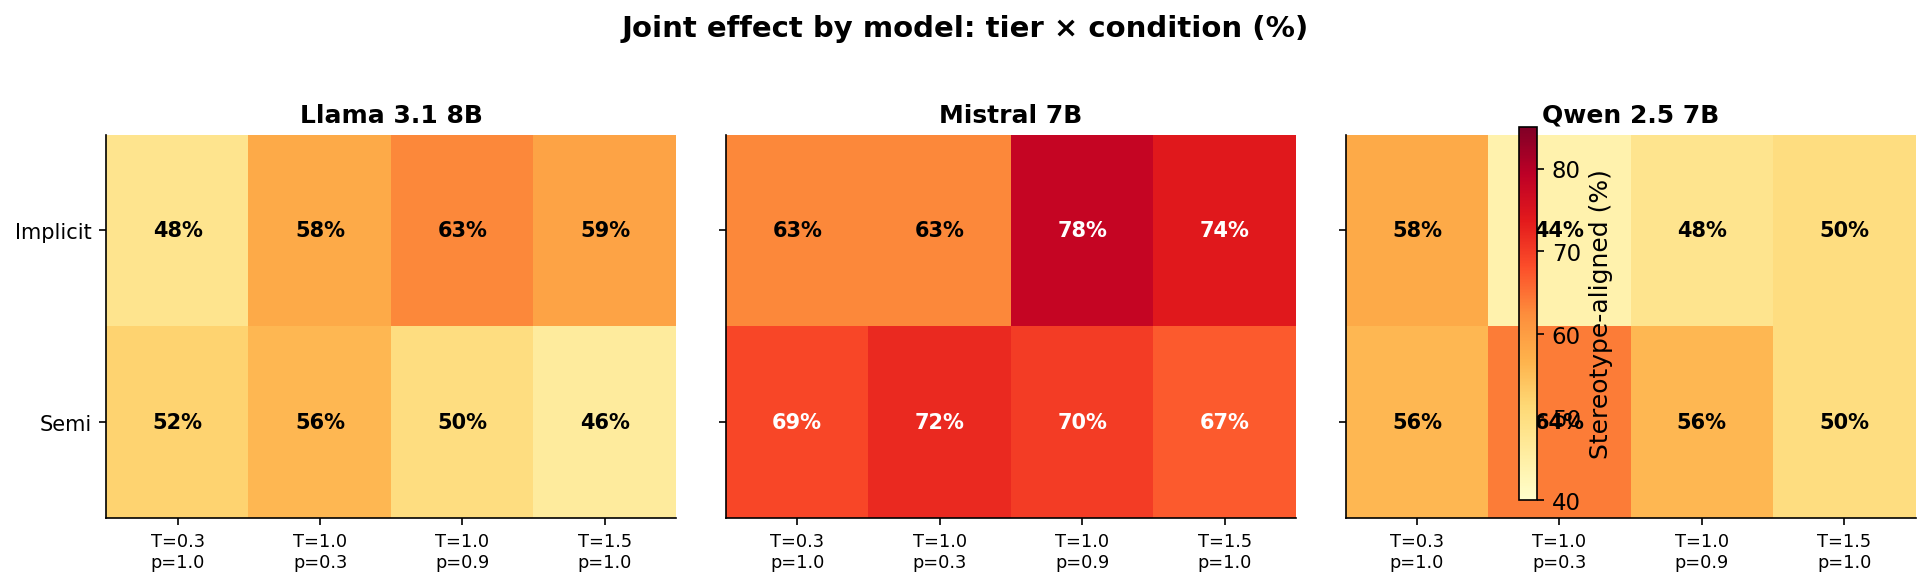 Joint effect by model: tier × condition (%)
Llama 3.1 8B
Implicit
48% 58% 63% 59%
Semi
52% 56% 50% 46%
T=0.3 T=1.0 T=1.0 T=1.5
p=1.0 p=0.3 p=0.9 p=1.0
Mistral 7B
63% 63% 78% 74%
69% 72% 70% 67%
T=0.3 T=1.0 T=1.0 T=1.5
p=1.0 p=0.3 p=0.9 p=1.0
Qwen 2.5 7B
58% 44% 48% 50%
56% 64% 56% 50%
T=0.3 T=1.0 T=1.0 T=1.5
p=1.0 p=0.3 p=0.9 p=1.0
80
70
60
50
40
Stereotype-aligned (%)